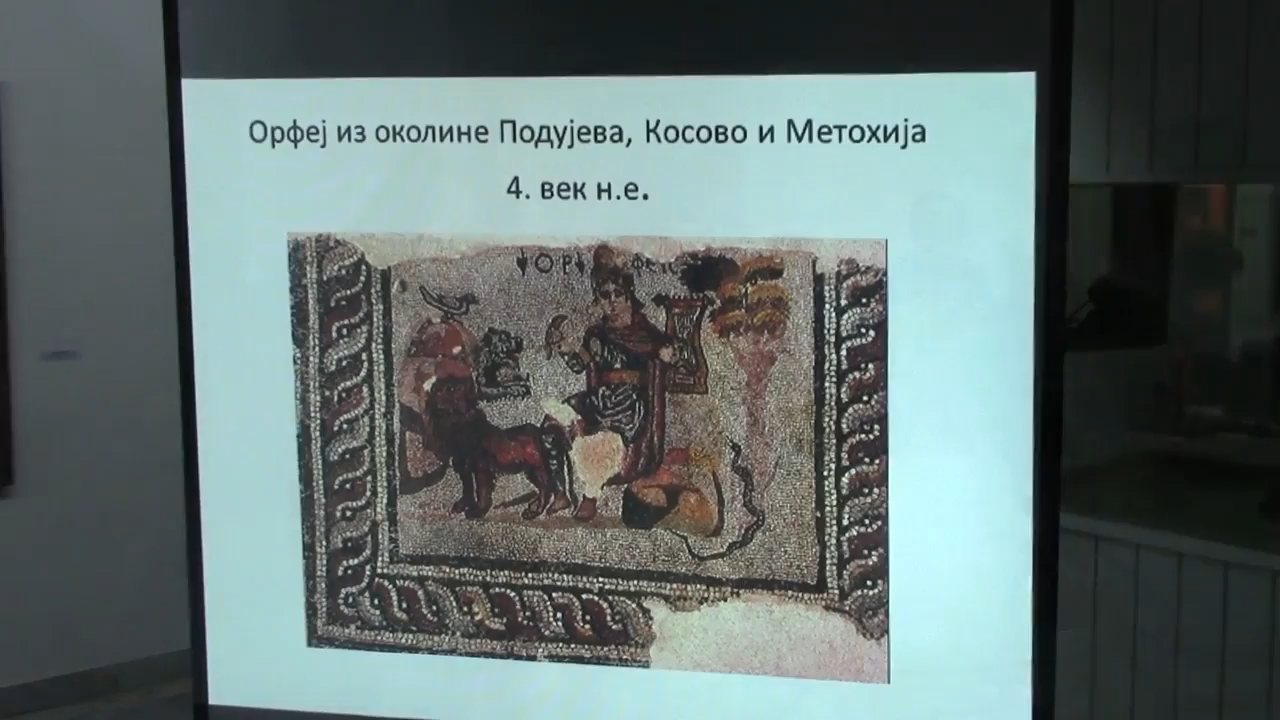 Орфеј из околине Подујева, Косово и Метохија
4. век н.е.